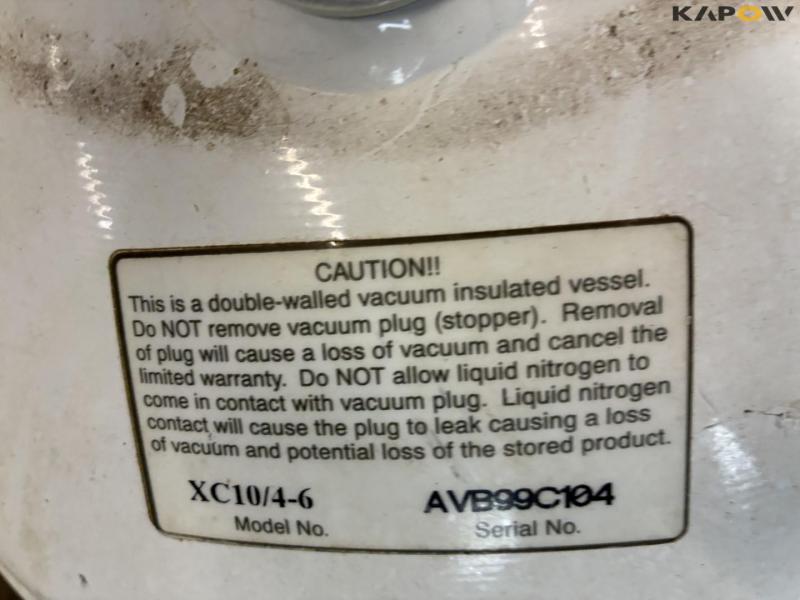 KAPOW
CAUTION!!
This is a double-walled vacuum insulated vessel.
Do NOT remove vacuum plug (stopper). Removal
of plug will cause a loss of vacuum and cancel the
limited warranty. Do NOT allow liquid nitrogen to
come in contact with vacuum plug. Liquid nitrogen
contact will cause the plug to leak causing a loss
of vacuum and potential loss of the stored product.
XC10/4-6 AVB99C104
Model No. Serial No.